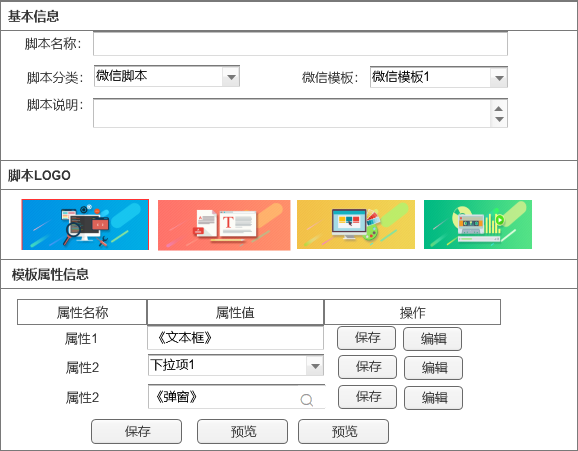 基本信息
脚本名称：
脚本分类： 微信脚本 微信模板： 微信模板1
脚本说明：
脚本LOGO
T
模板属性信息
属性名称 属性值 操作
属性1 《文本框》 保存 编辑
属性2 下拉项1 保存 编辑
属性2 《弹窗》 保存 编辑
保存 预览 预览